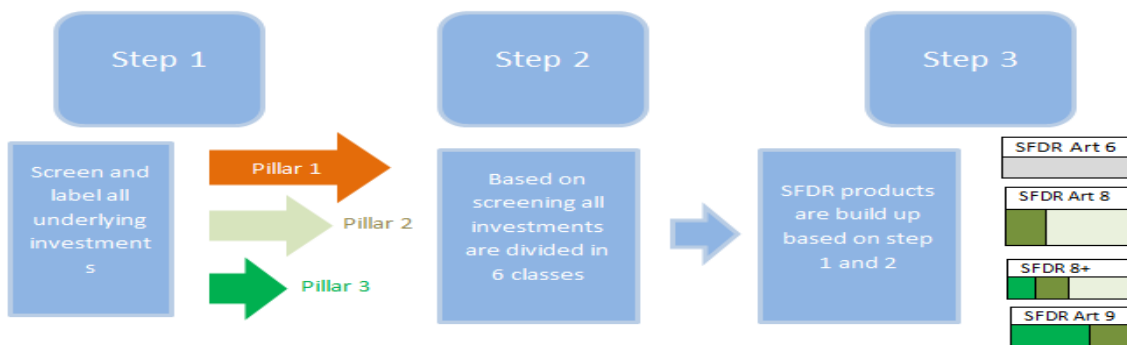 Step 1
Step 2
Step 3
Screen and
label all
underlying
investment
s
Pillar 1
Pillar 2
Pillar 3
Based on
screening all
investments
are divided in
6 classes
SFDR products
are build up
based on step
1 and 2
SFDR Art 6
SFDR Art 8
SFDR 8+
SFDR Art 9